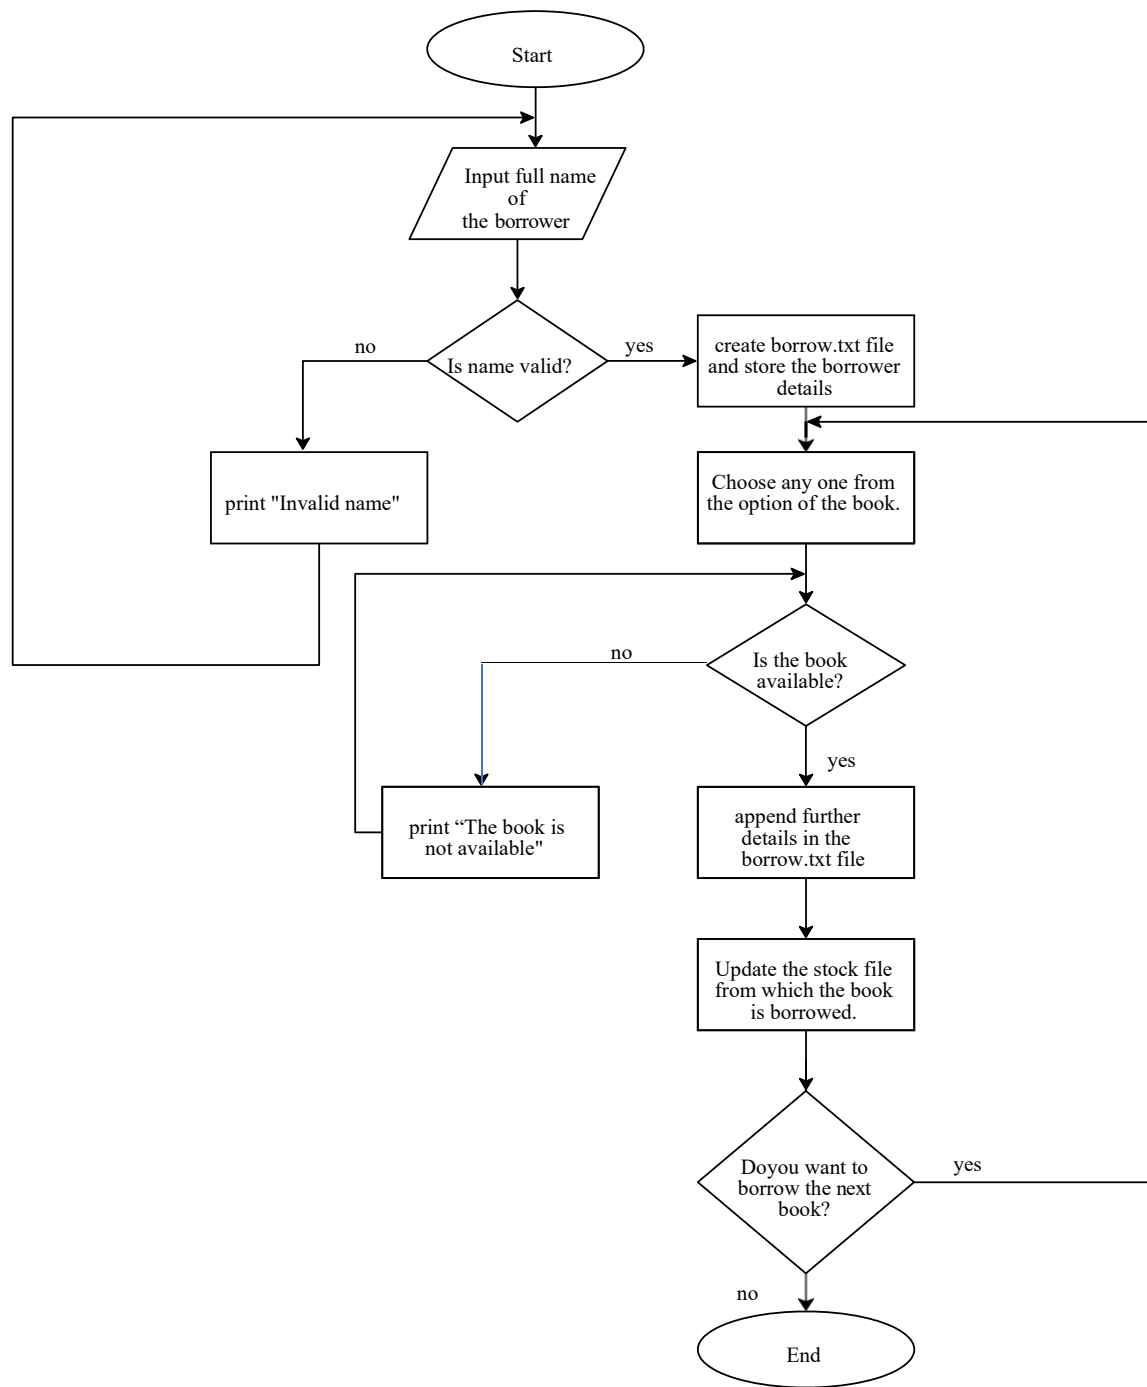 Start
Input full name
of
the borrower
Is name valid?
no
yes
create borrow.txt file
and store the borrower
details
print "Invalid name"
Choose any one from
the option of the book.
Is the book
available?
no
yes
print “The book is
not available"
append further
details in the
borrow.txt file
Update the stock file
from which the book
is borrowed.
Doyou want to
borrow the next
book?
yes
no
End